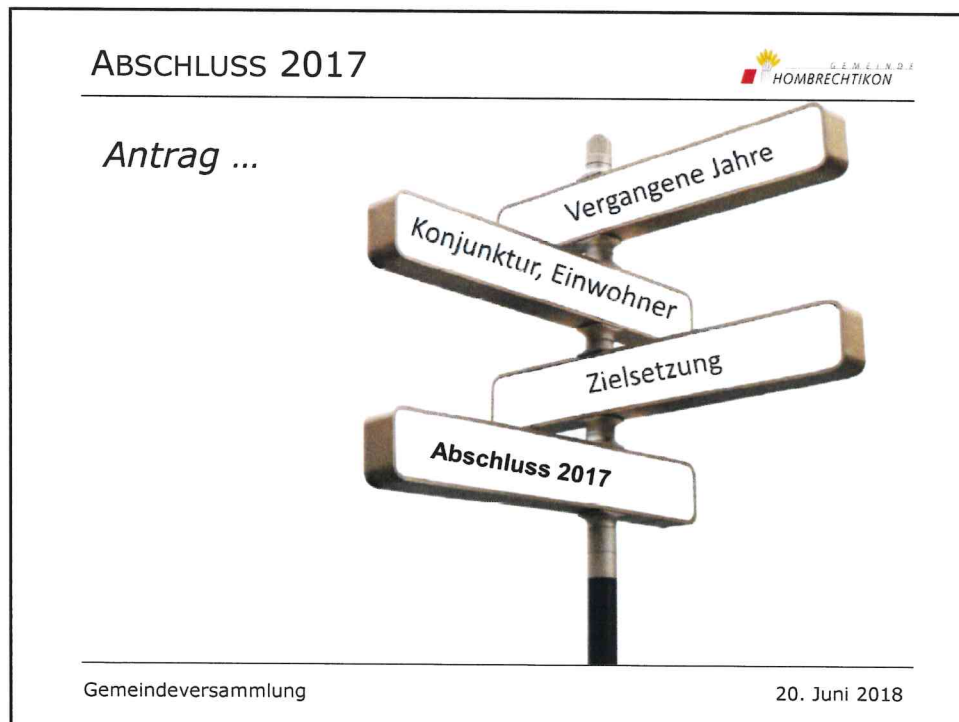 ABSCHLUSS 2017
GEMEINDE
HOMBRECHTIKON
Antrag ...
Vergangene Jahre
Konjunktur, Einwohner
Zielsetzung
Abschluss 2017
Gemeindeversammlung
20. Juni 2018